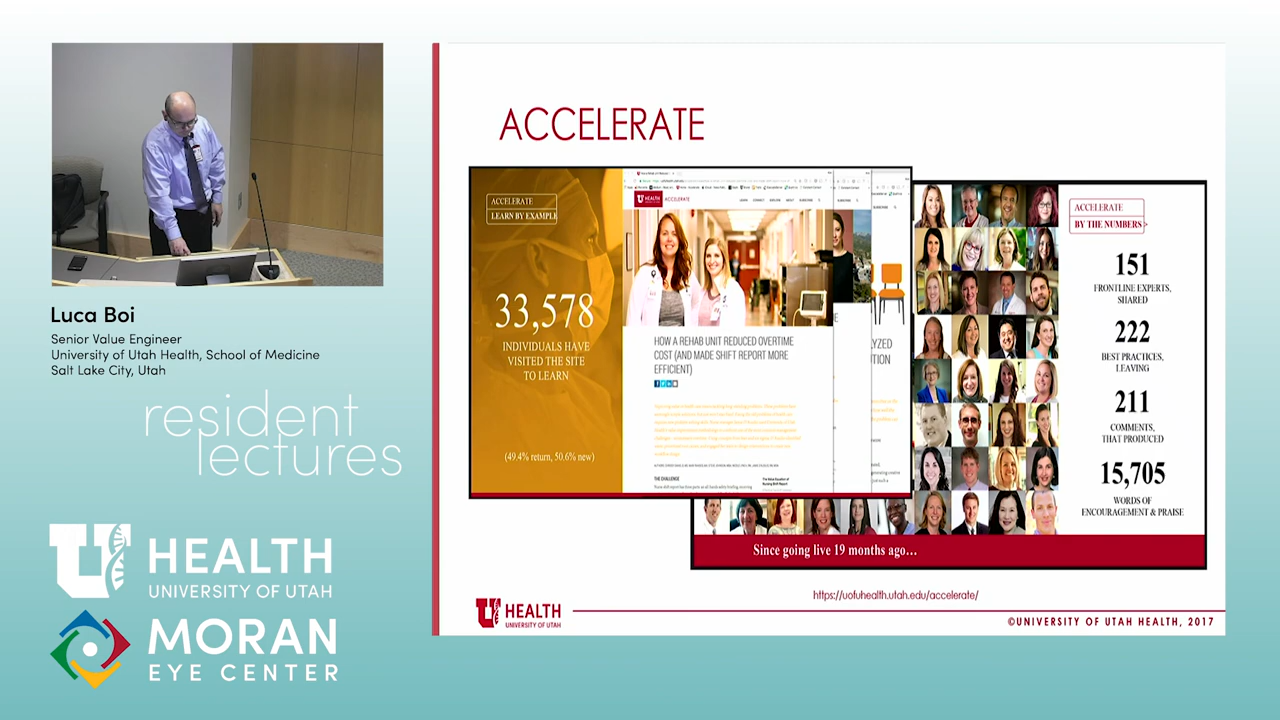 Luca Boi
Senior Value Engineer
University of Utah Health, School of Medicine
Salt Lake City, Utah
resident
lectures
U HEALTH
UNIVERSITY OF UTAH
MORAN
EYE CENTER
ACCELERATE
ACCELERATE
LEARN BY EXAMPLE
33,578
INDIVIDUALS HAVE
VISITED THE SITE
TO LEARN
(49.4% return, 50.6% new)
HEALTH ACCELERATE
HOW A REHAB UNIT REDUCED OVERTIME
COST (AND MADE SHIFT REPORT MORE
EFFICIENT)
THE CHALLENGE
E
LYZED
TION
ACCELERATE
BY THE NUMBERS
151
FRONTLINE EXPERTS,
SHARED
222
BEST PRACTICES,
LEAVING
211
COMMENTS,
THAT PRODUCED
15,705
WORDS OF
ENCOURAGEMENT & PRAISE
Since going live 19 months ago...
https://uofuhealth.utah.edu/accelerate/
U HEALTH
UNIVERSITY OF UTAH
©UNIVERSITY OF UTAH HEALTH, 2017